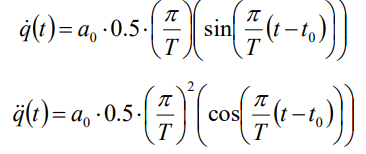 q̇(t) = a₀ · 0.5 · (π/T)(sin(π/T (t − t₀)))
q̈(t) = a₀ · 0.5 · (π/T)²(cos(π/T (t − t₀)))